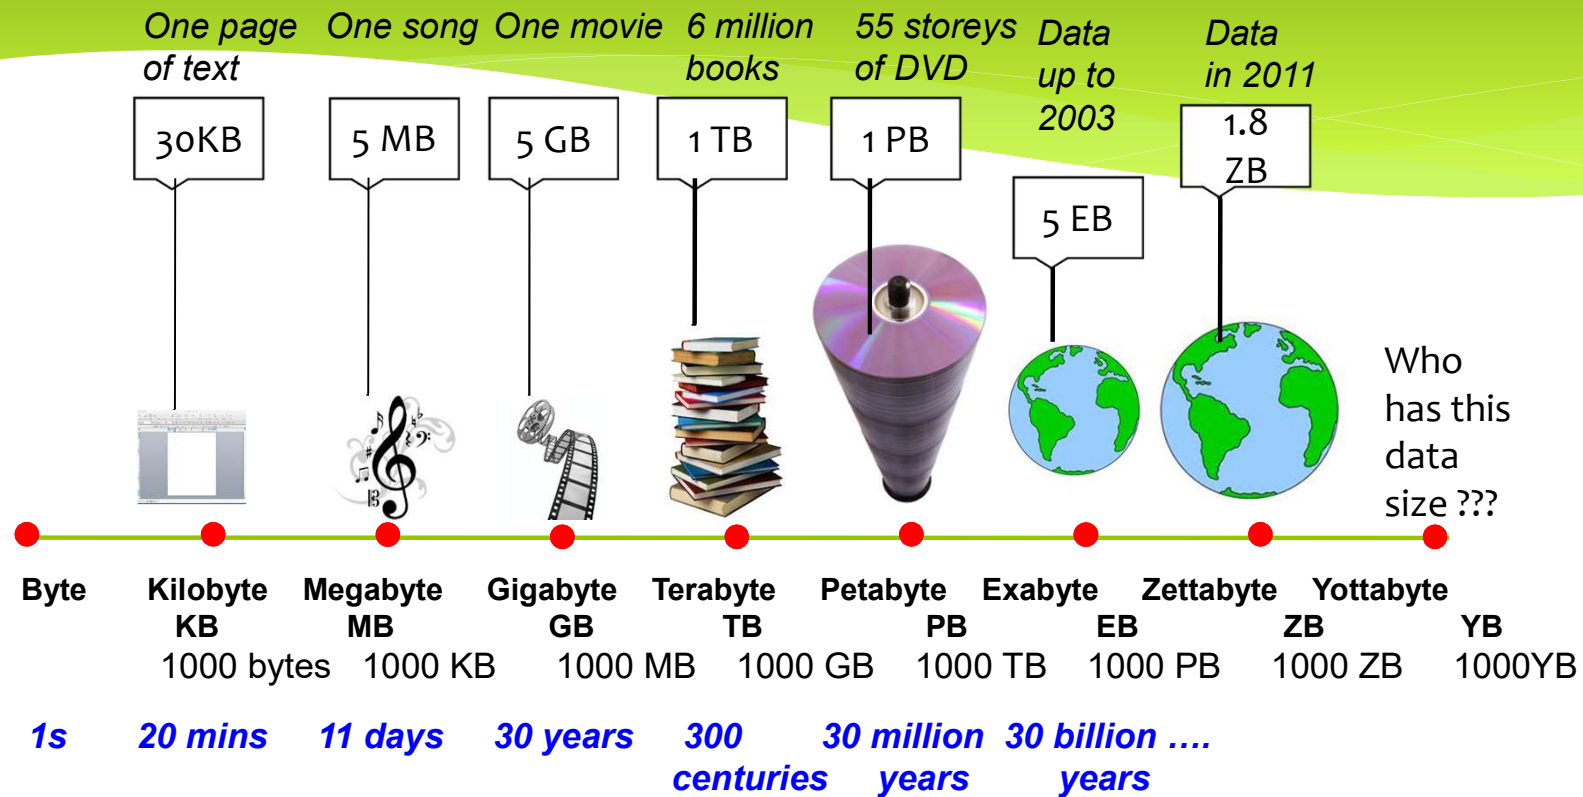 One page
of text
One song
One movie
6 million
books
55 storeys
of DVD
Data
up to
2003
Data
in 2011
30KB
5 MB
5 GB
1 TB
1 PB
5 EB
1.8
ZB
Who
has this
data
size ???
Byte Kilobyte Megabyte Gigabyte Terabyte Petabyte Exabyte Zettabyte Yottabyte
KB MB GB TB PB EB ZB YB
1000 bytes 1000 KB 1000 MB 1000 GB 1000 TB 1000 PB 1000 ZB 1000YB
1s 20 mins 11 days 30 years 300 30 million 30 billion ....
centuries years years